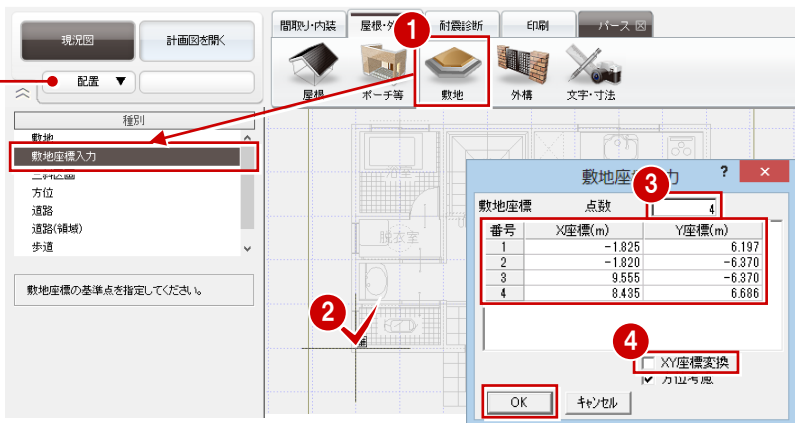 現況図
計画図を開く
配置 ▼
種別
敷地
敷地座標入力
方位
道路
道路(領域)
歩道
敷地座標の基準点を指定してください。
間取り・内装
屋根・
耐震診断
印刷
パース
1
屋根
ポーチ等
敷地
外構
文字・寸法
浴室
脱衣室
2
敷地座
力
? ×
3
敷地座標 点数 4
番号 X座標(m) Y座標(m)
1 -1.825 6.197
2 -1.820 -6.370
3 9.555 -6.370
4 8.435 6.686
4
XY座標変換
方位考慮
OK キャンセル